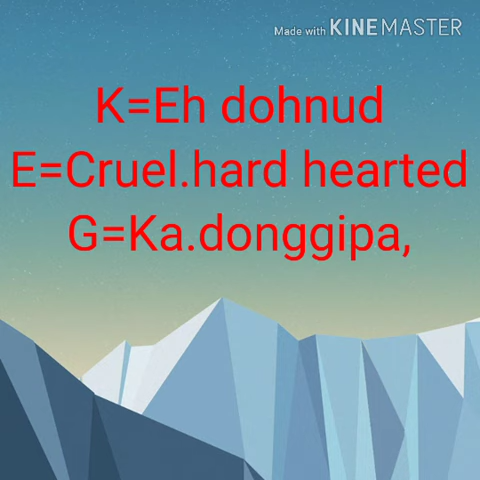 Made with KINEMASTER
K=Eh dohnud
E=Cruel.hard hearted
G=Ka.donggipa,